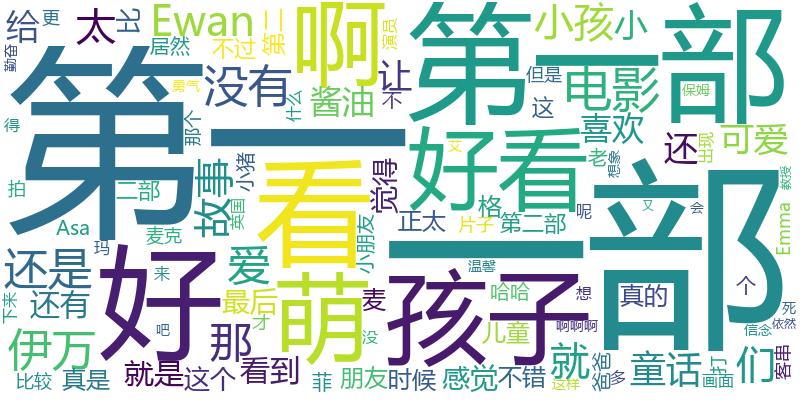 给
更
太
比
Ewan
二
啊
第一部
小孩
小
演员
勤奋
居然
不过
第二
没有
让
不
酱油
但是
电影
保姆
勇气
什么
这
喜欢
出现
得
那个
第一部
看
好看
还
可爱
老
想象
艾
拍
二部
故事
小猪
英国
觉得
格
正太
第二部
呢
片子
又
会
教授
Asa
麦克
玛
小朋友
Emma
还是
好
爱
萌
孩子
温馨
来
哈哈
想
真的
个
下来
还有
最后
才
麦
儿童
啊啊啊
死
信念
依然
伊万
吧
那
没
就
爸爸
童话
打
们
客串
比较
真是
就是
这个
看到
菲
朋友
时候
感觉
不错
这样
多
画面